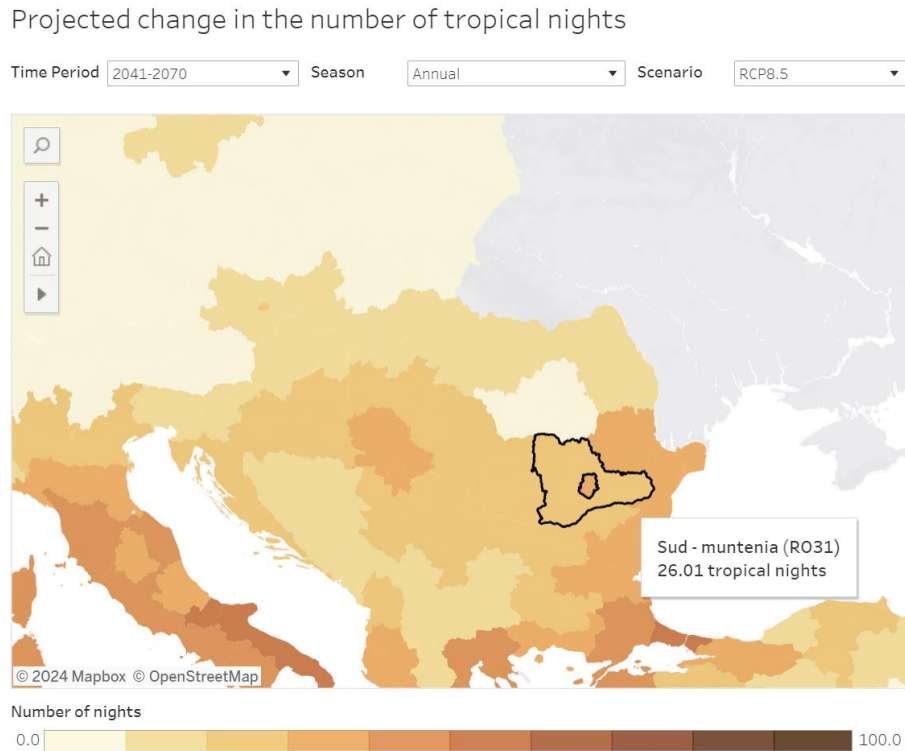 Projected change in the number of tropical nights
Time Period 2041-2070 Season Annual Scenario RCP8.5
Sud - muntenia (RO31)
26.01 tropical nights
© 2024 Mapbox © OpenStreetMap
Number of nights
0.0 100.0